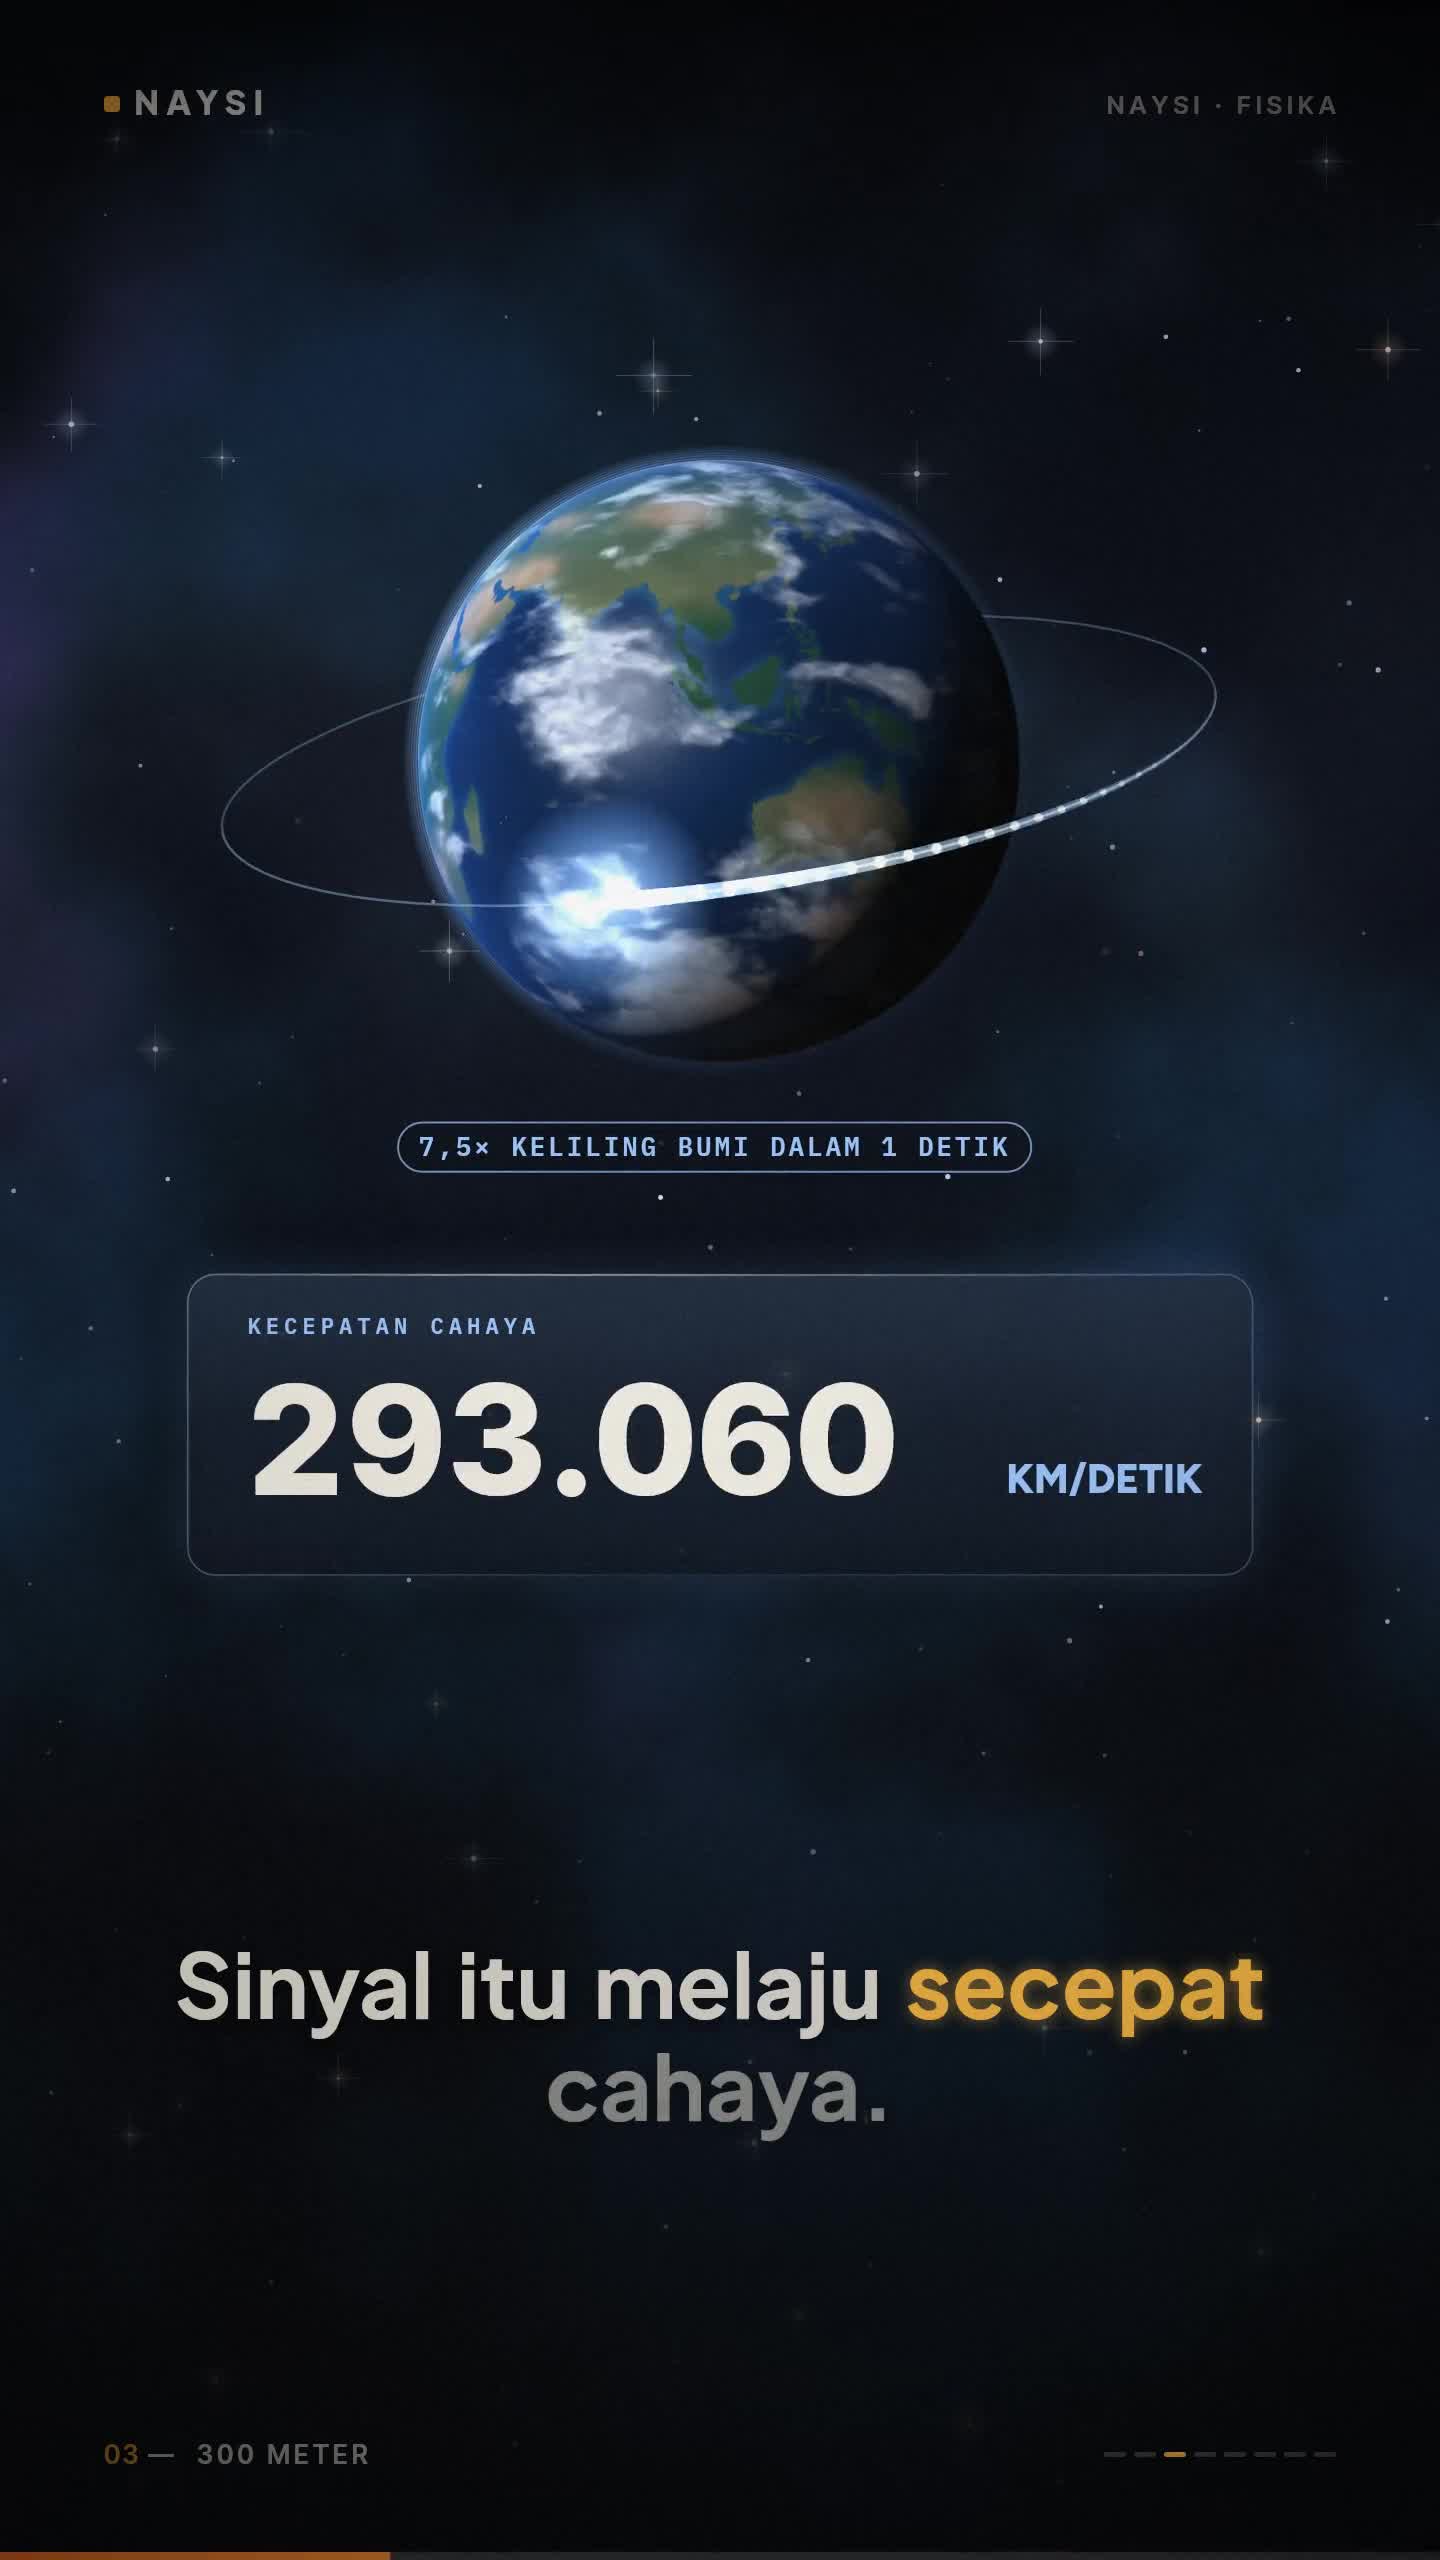 NAYSI
NAYSI · FISIKA
7,5× KELILING BUMI DALAM 1 DETIK
KECEPATAN CAHAYA
293.060
KM/DETIK
Sinyal itu melaju secepat
cahaya.
03 — 300 METER